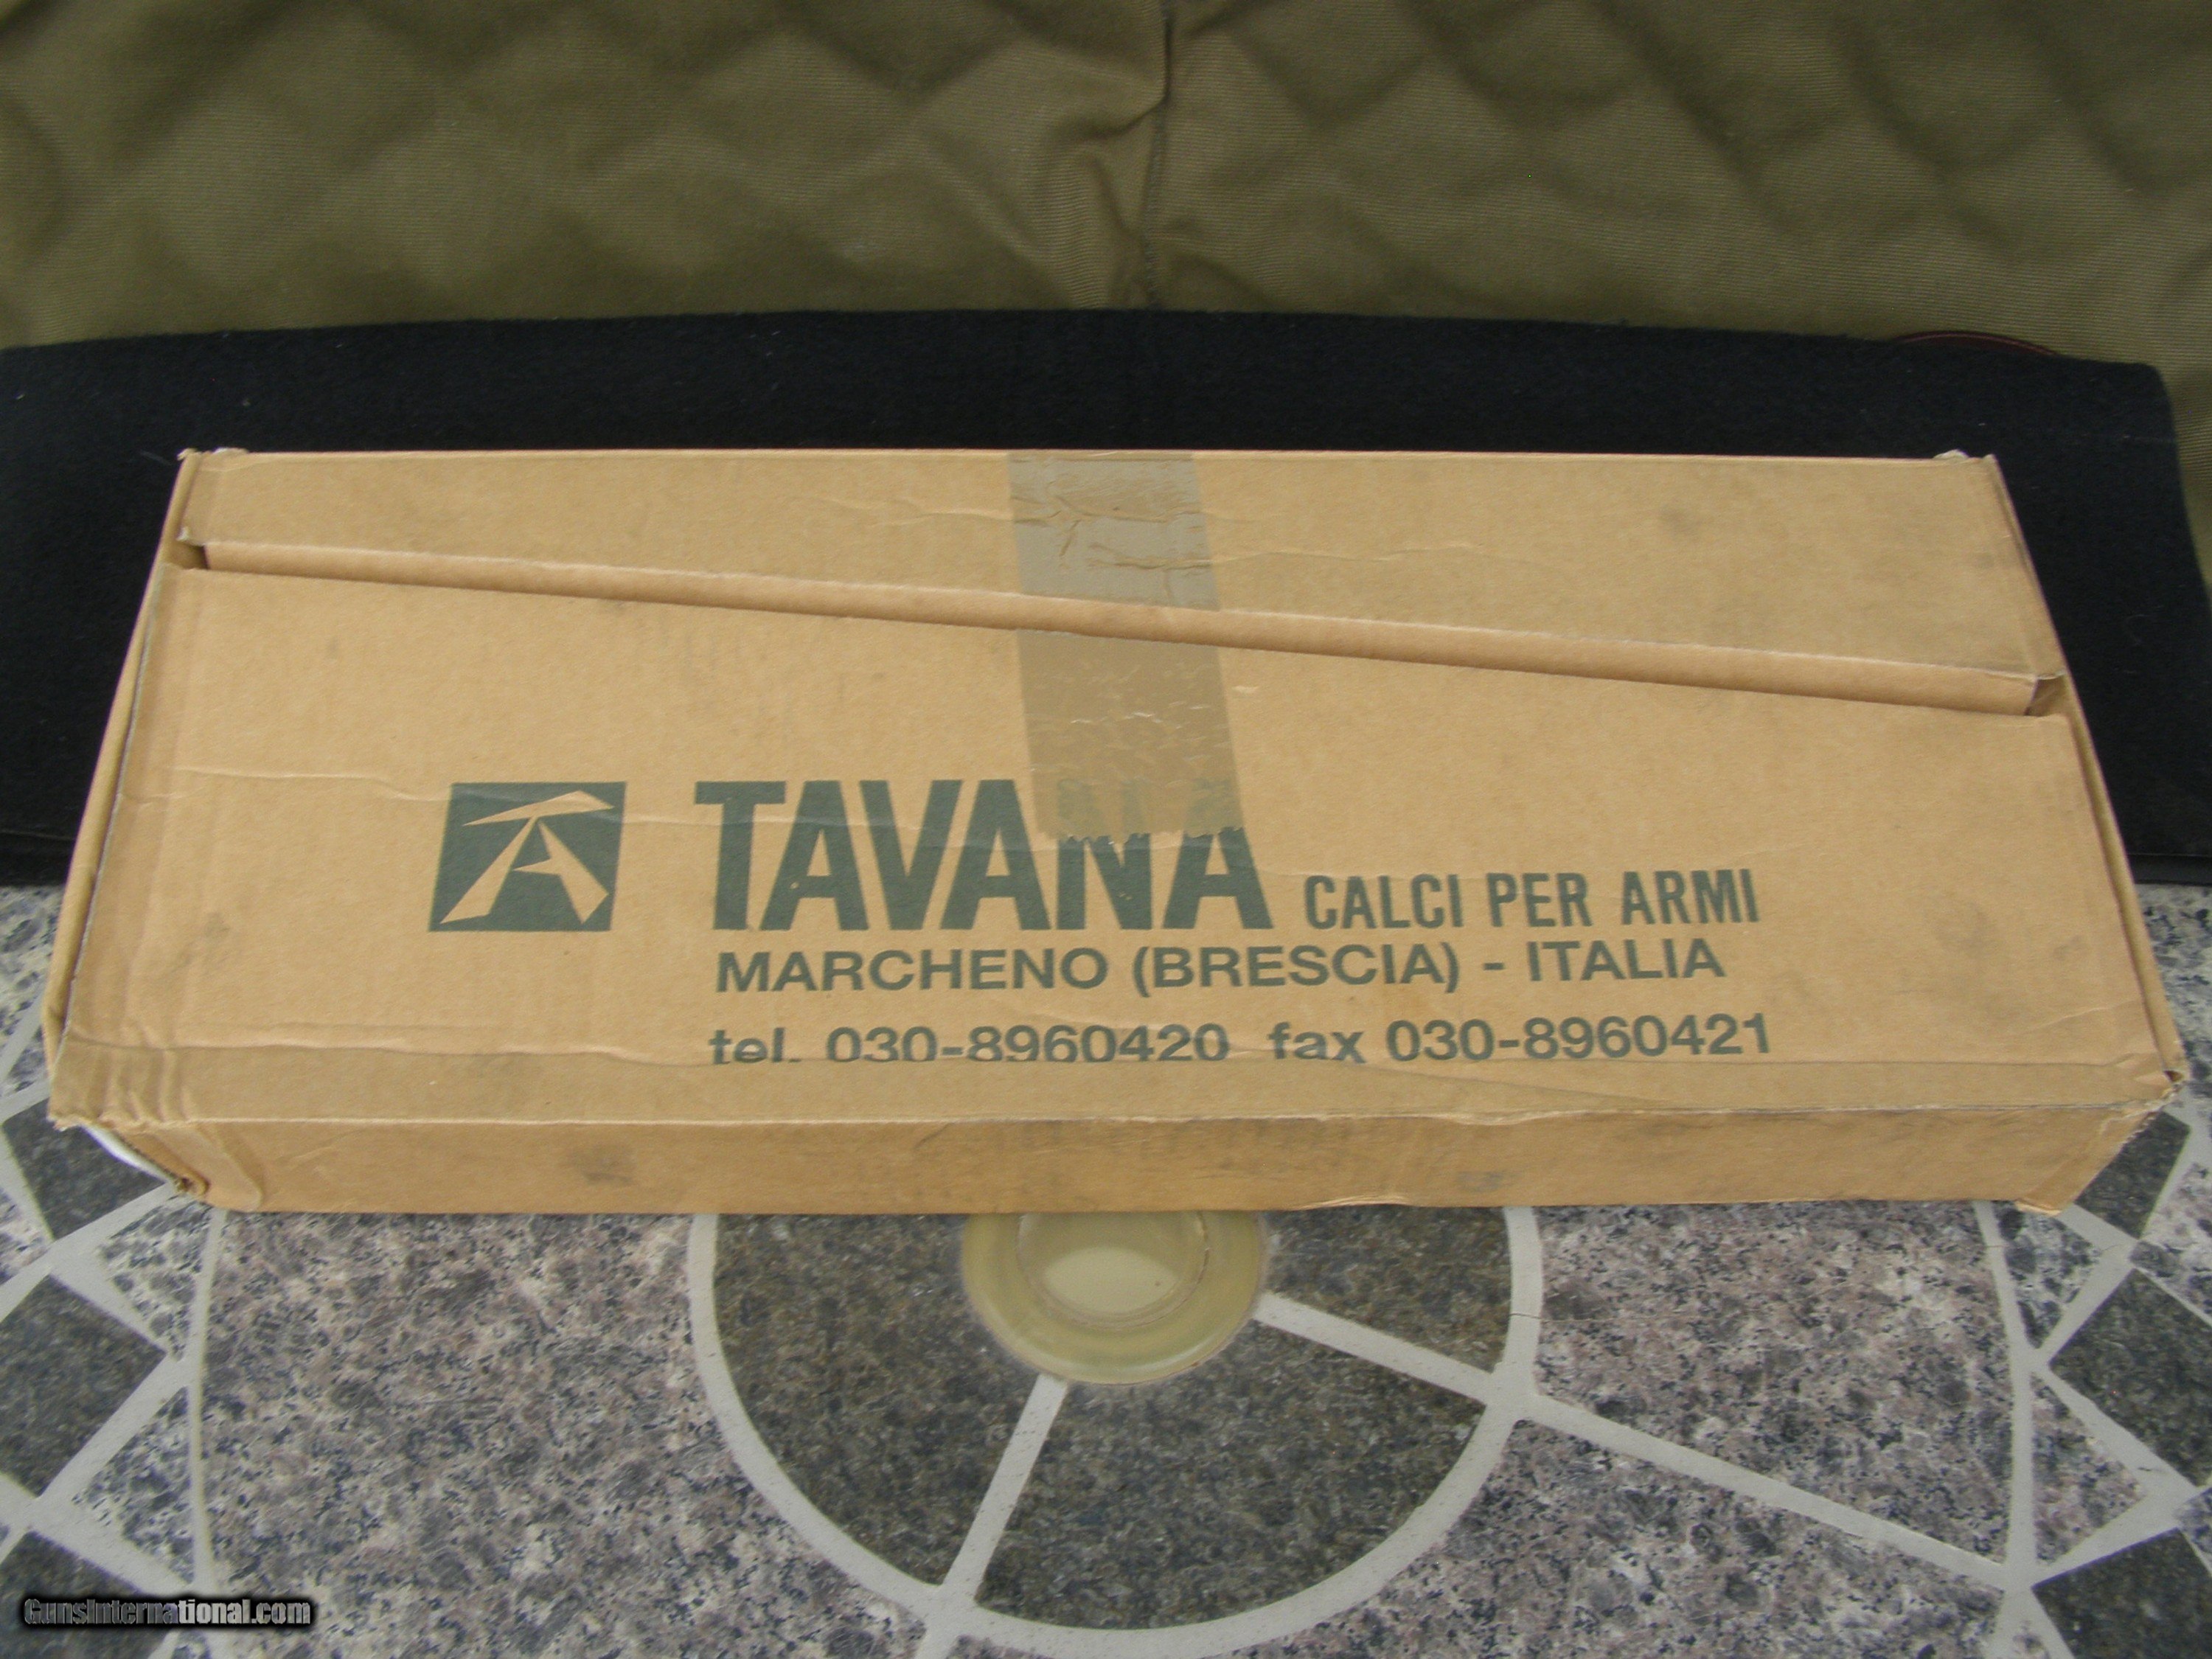 TAVANA CALCI PER ARMI
MARCHENO (BRESCIA) - ITALIA
tel. 030-8960420 fax 030-8960421
GunsInternational.com